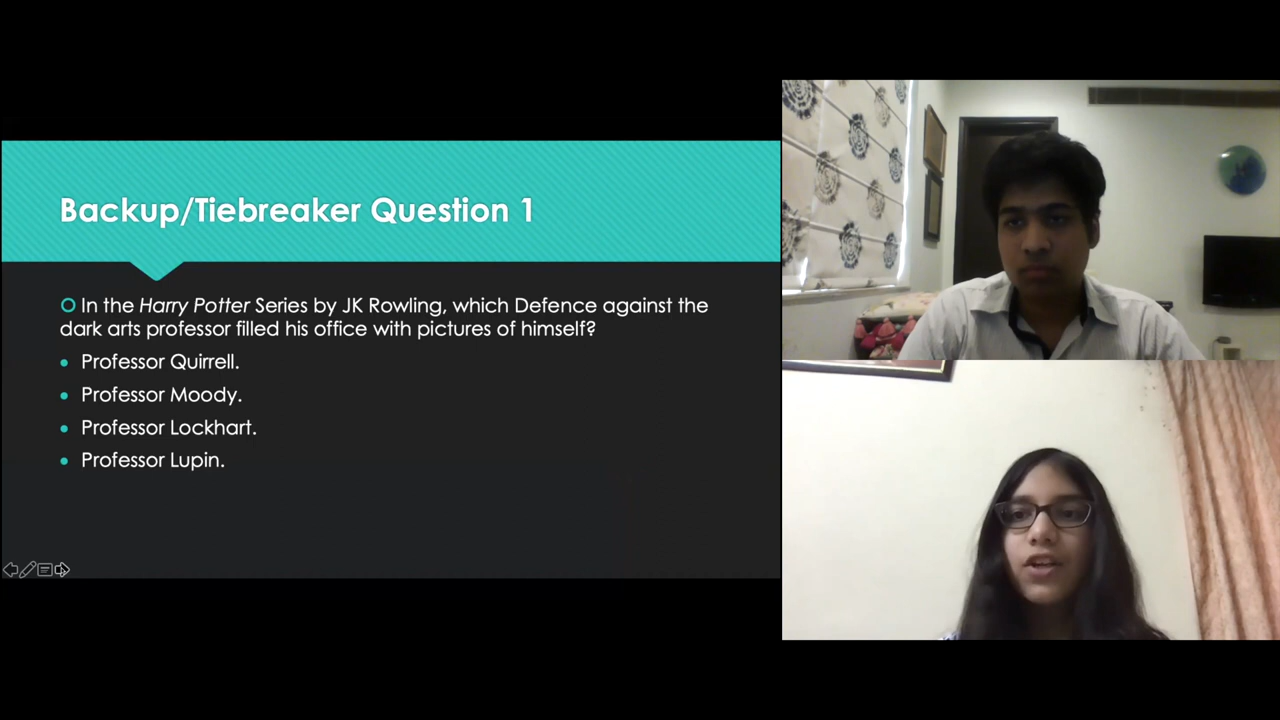 Backup/Tiebreaker Question 1
In the Harry Potter Series by JK Rowling, which Defence against the
dark arts professor filled his office with pictures of himself?
Professor Quirrell.
Professor Moody.
Professor Lockhart.
Professor Lupin.